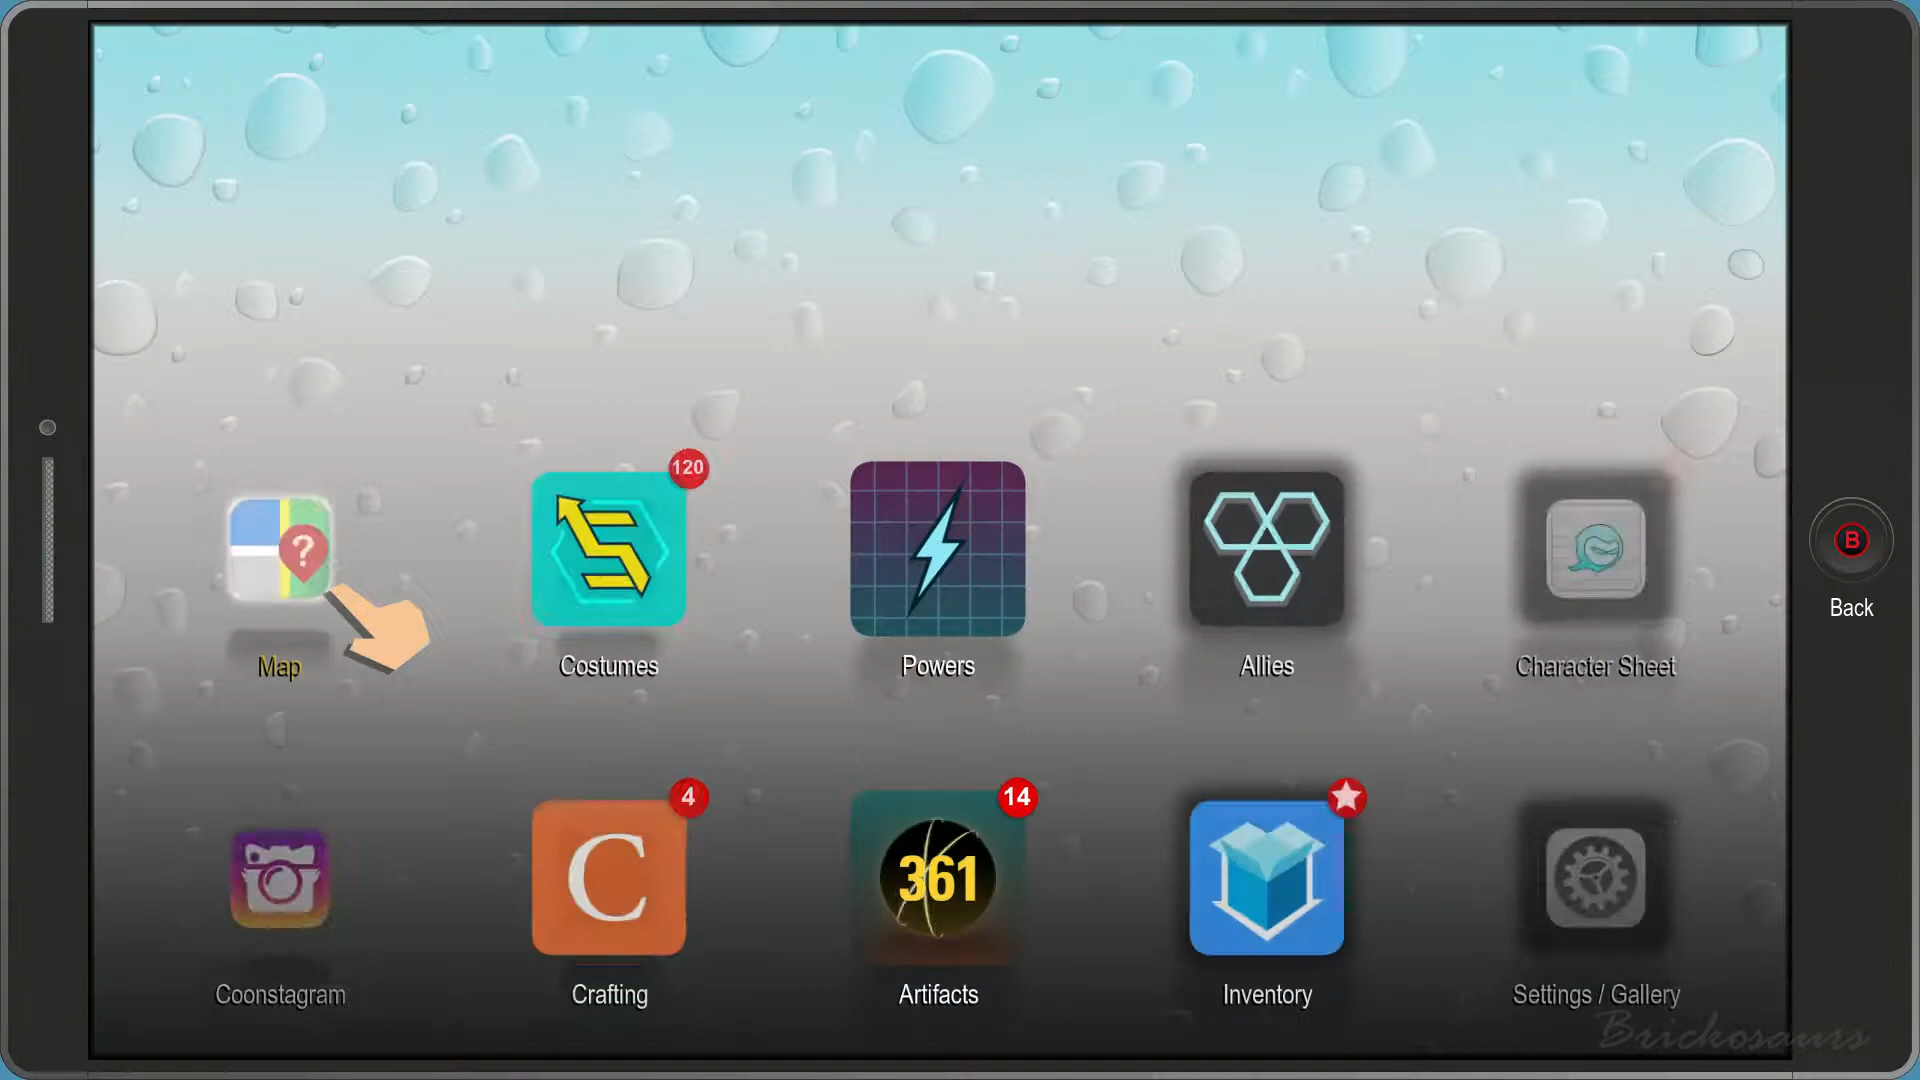 120
?
Map
Costumes
Powers
Allies
Character Sheet
B
Back
4
14
C
361
Coonstagram
Crafting
Artifacts
Inventory
Settings / Gallery
Brickosaurs